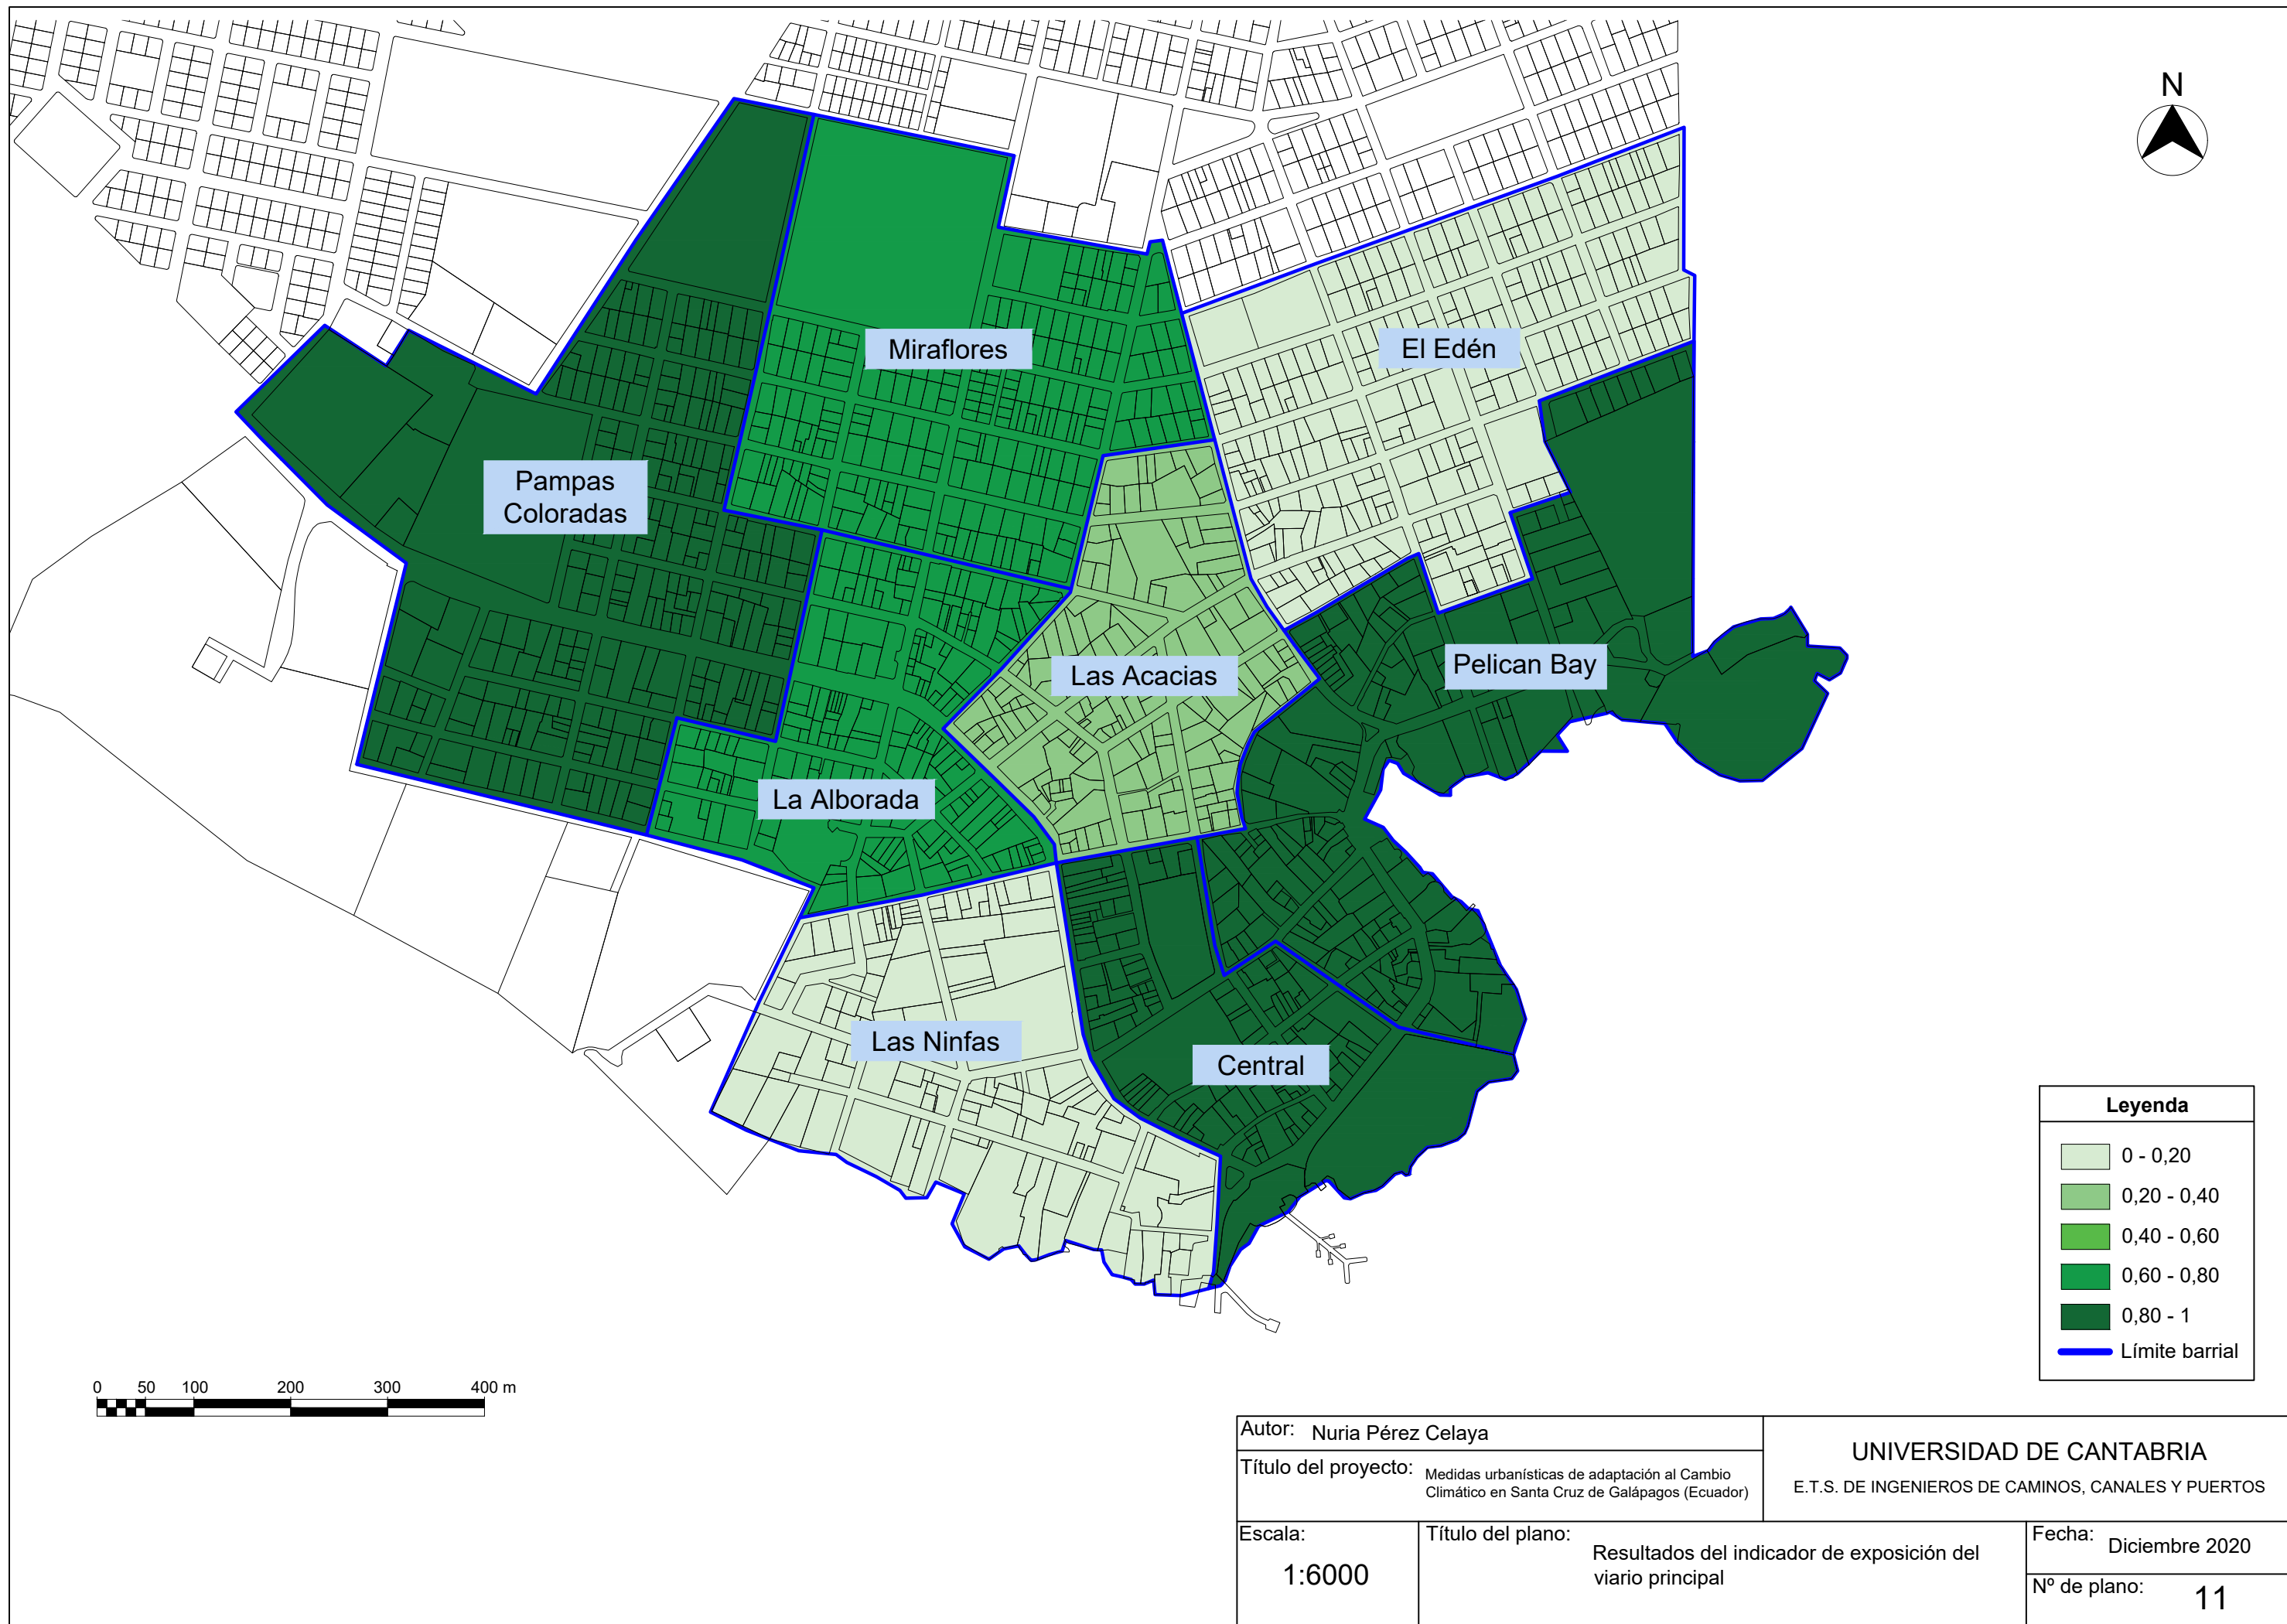 N
Miraflores
El Edén
Pampas
Coloradas
Las Acacias
Pelican Bay
La Alborada
Las Ninfas
Central
Leyenda
0 - 0,20
0,20 - 0,40
0,40 - 0,60
0,60 - 0,80
0,80 - 1
Límite barrial
0 50 100 200 300 400 m
Autor: Nuria Pérez Celaya
Título del proyecto: Medidas urbanísticas de adaptación al Cambio
Climático en Santa Cruz de Galápagos (Ecuador)
UNIVERSIDAD DE CANTABRIA
E.T.S. DE INGENIEROS DE CAMINOS, CANALES Y PUERTOS
Escala:
1:6000
Título del plano:
Resultados del indicador de exposición del
viario principal
Fecha: Diciembre 2020
Nº de plano: 11